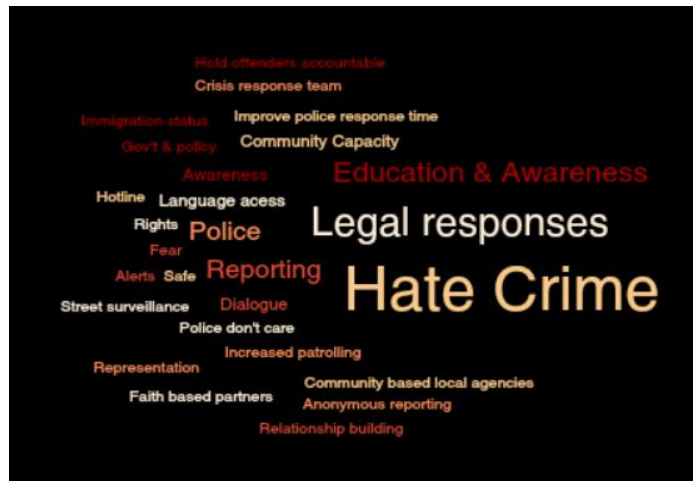 Hold offenders accountable
Crisis response team
Improve police response time
Immigration status
Community Capacity
Gov't & policy
Education & Awareness
Awareness
Hotline
Language acess
Legal responses
Rights
Police
Fear
Reporting
Alerts
Safe
Hate Crime
Street surveillance
Dialogue
Police don't care
Increased patrolling
Representation
Community based local agencies
Faith based partners
Anonymous reporting
Relationship building